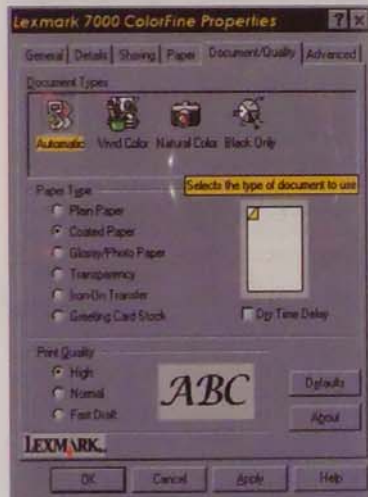 Lexmark 7000 ColorFine Properties
General Details Sharing Paper Document/Quality Advanced
Document Types
Automatic Vivid Color Natural Color Black Only
Selects the type of document to use
Paper Type
Plain Paper
Coated Paper
Glossy/Photo Paper
Transparency
Iron-On Transfer
Greeting Card Stock
Dry Time Delay
Print Quality
High
Normal
Fast Draft
ABC
Defaults
About
LEXMARK
OK Cancel Apply Help